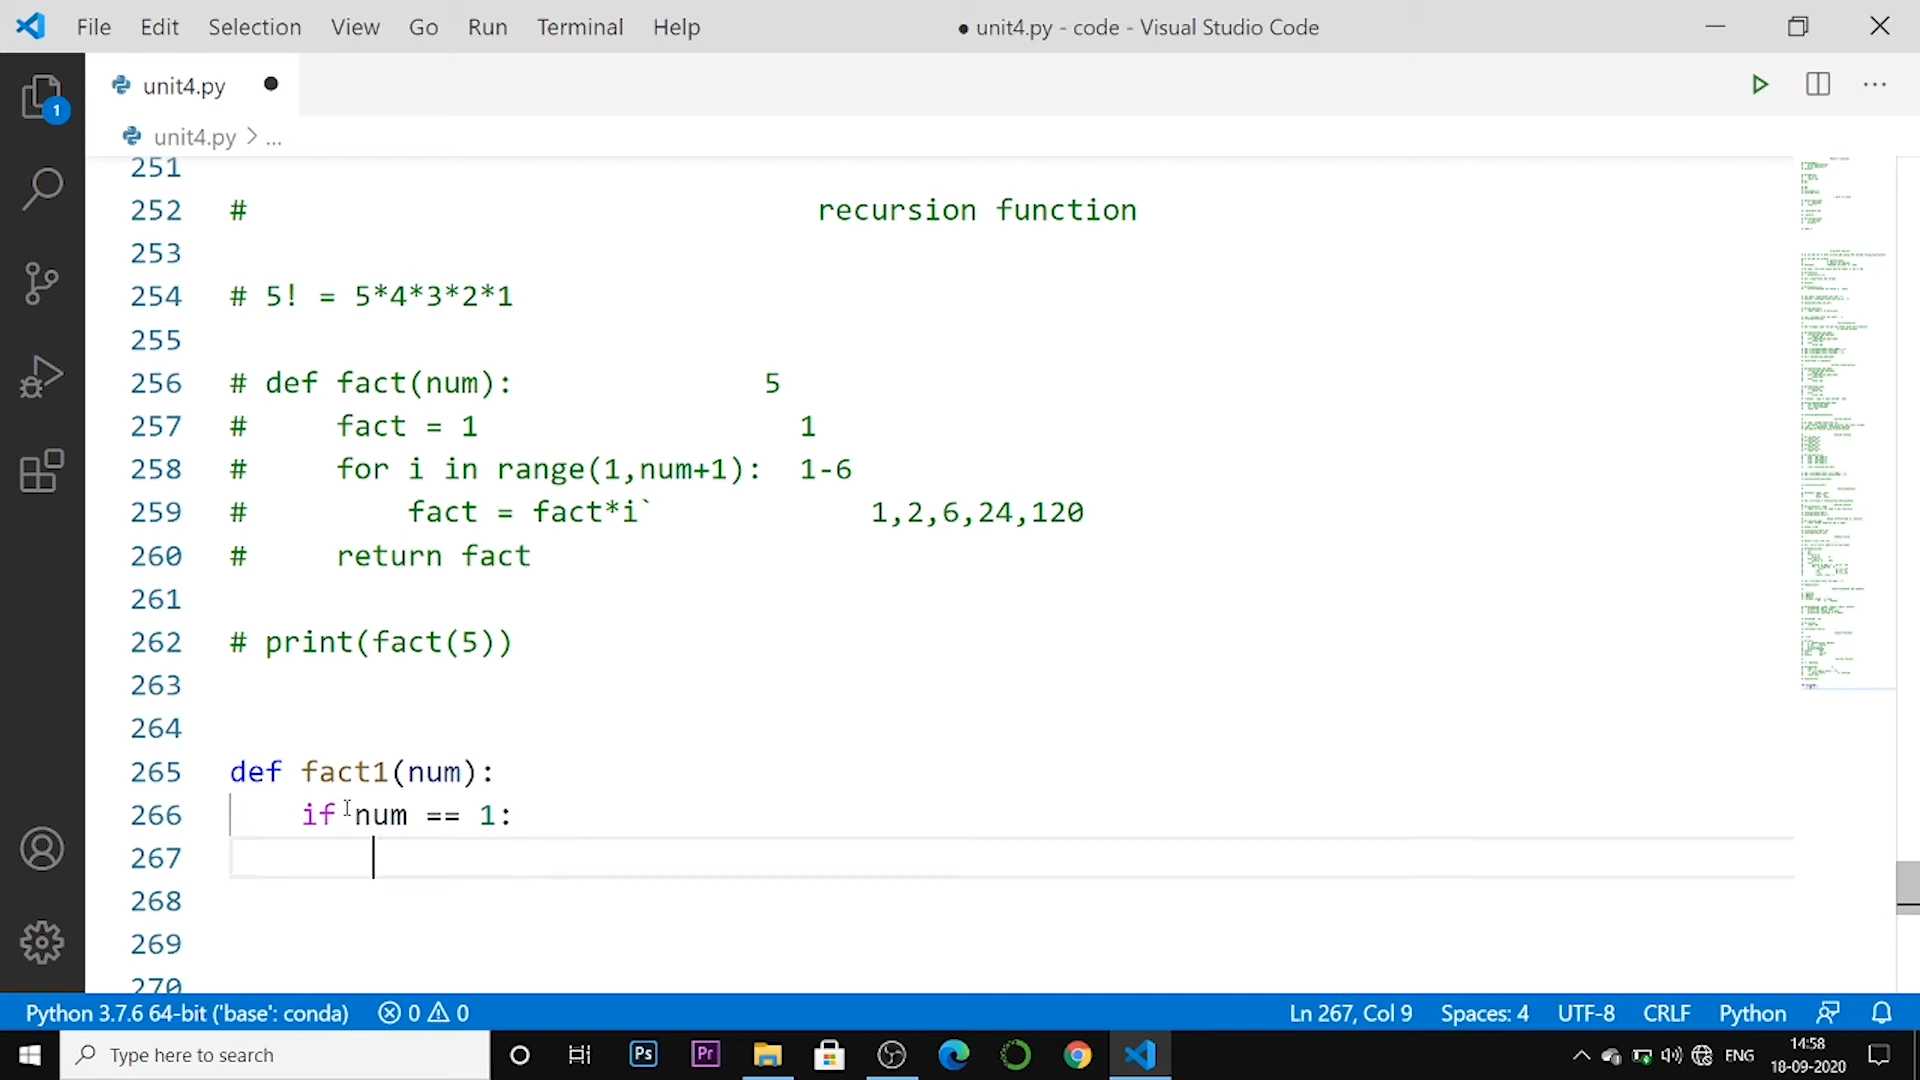 File Edit Selection View Go Run Terminal Help ● unit4.py - code - Visual Studio Code
unit4.py ●
1
unit4.py > ...
251
252 # recursion function
253
254 # 5! = 5*4*3*2*1
255
256 # def fact(num): 5
257 # fact = 1 1
258 # for i in range(1,num+1): 1-6
259 # fact = fact*i` 1,2,6,24,120
260 # return fact
261
262 # print(fact(5))
263
264
265 def fact1(num):
266 if num == 1:
267
268
269
270
Python 3.7.6 64-bit ('base': conda) 0 0 Ln 267, Col 9 Spaces: 4 UTF-8 CRLF Python
Type here to search Ps Pr ENG 14:58
18-09-2020